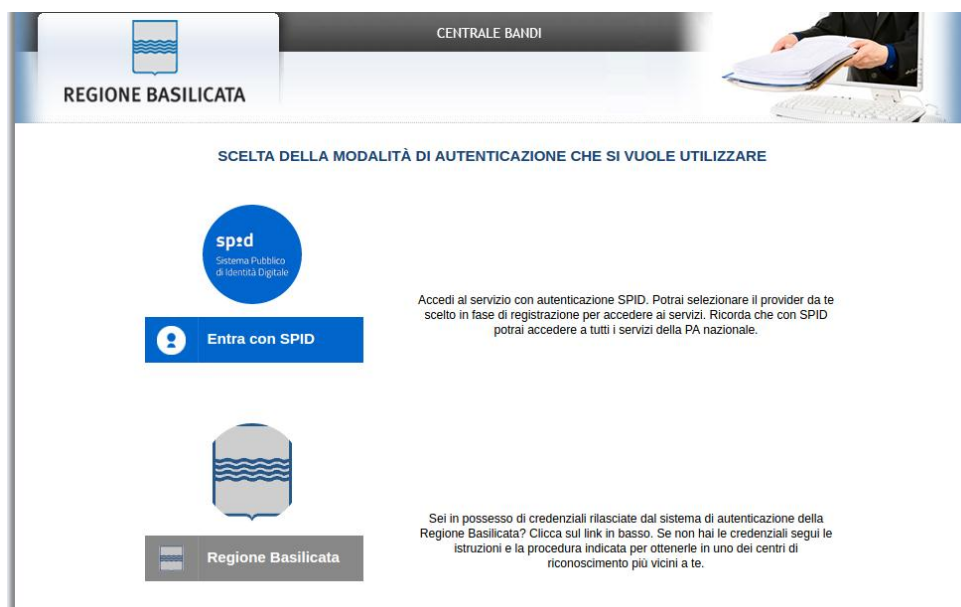 CENTRALE BANDI
REGIONE BASILICATA
SCELTA DELLA MODALITÀ DI AUTENTICAZIONE CHE SI VUOLE UTILIZZARE
spid
Sistema Pubblico
di Identità Digitale
Entra con SPID
Accedi al servizio con autenticazione SPID. Potrai selezionare il provider da te
scelto in fase di registrazione per accedere ai servizi. Ricorda che con SPID
potrai accedere a tutti i servizi della PA nazionale.
Regione Basilicata
Sei in possesso di credenziali rilasciate dal sistema di autenticazione della
Regione Basilicata? Clicca sul link in basso. Se non hai le credenziali segui le
istruzioni e la procedura indicata per ottenerle in uno dei centri di
riconoscimento più vicini a te.